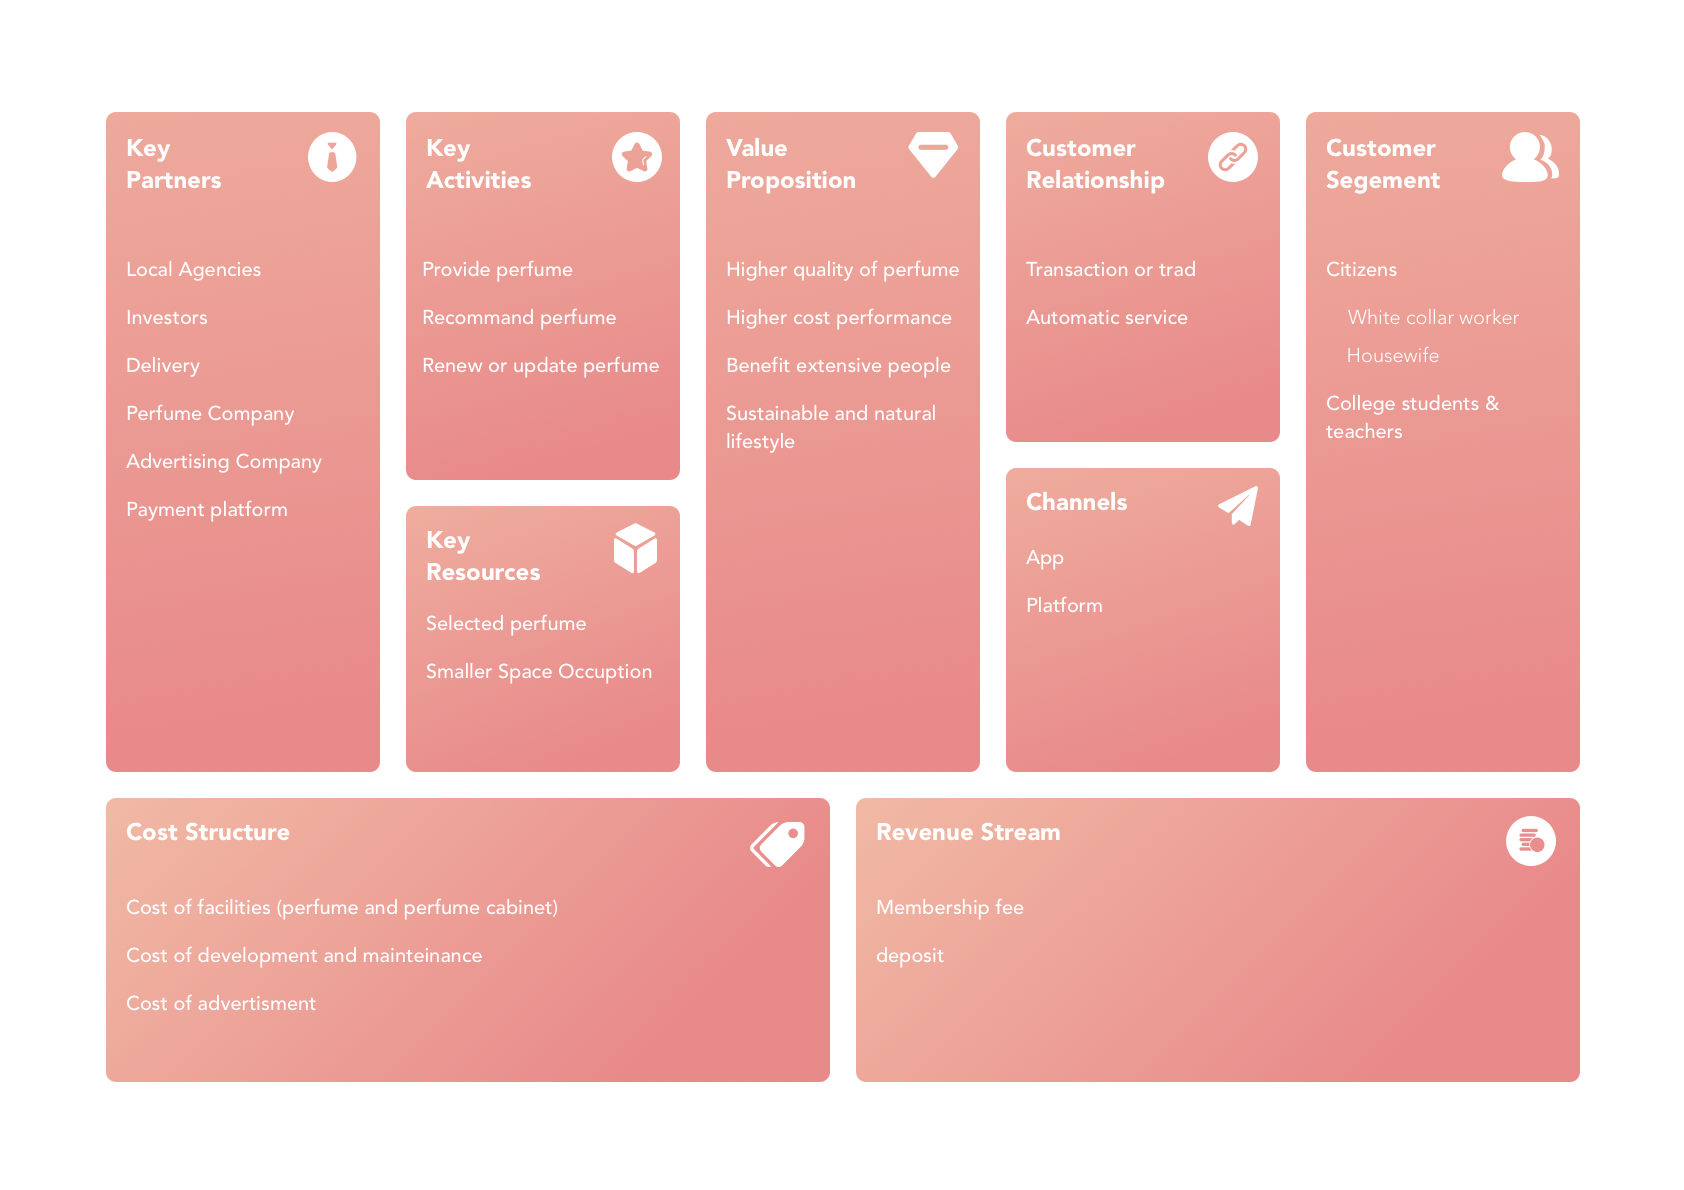 Key
Partners
Local Agencies
Investors
Delivery
Perfume Company
Advertising Company
Payment platform
Key
Activities
Provide perfume
Recommand perfume
Renew or update perfume
Key
Resources
Selected perfume
Smaller Space Occuption
Value
Proposition
Higher quality of perfume
Higher cost performance
Benefit extensive people
Sustainable and natural
lifestyle
Customer
Relationship
Transaction or trad
Automatic service
Channels
App
Platform
Customer
Segement
Citizens
White collar worker
Housewife
College students &
teachers
Cost Structure
Cost of facilities (perfume and perfume cabinet)
Cost of development and mainteinance
Cost of advertisment
Revenue Stream
Membership fee
deposit